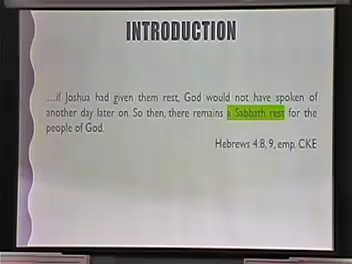 INTRODUCTION
...if Joshua had given them rest, God would not have spoken of
another day later on. So then, there remains a Sabbath rest for the
people of God.
Hebrews 4:8, 9, emp. CKE